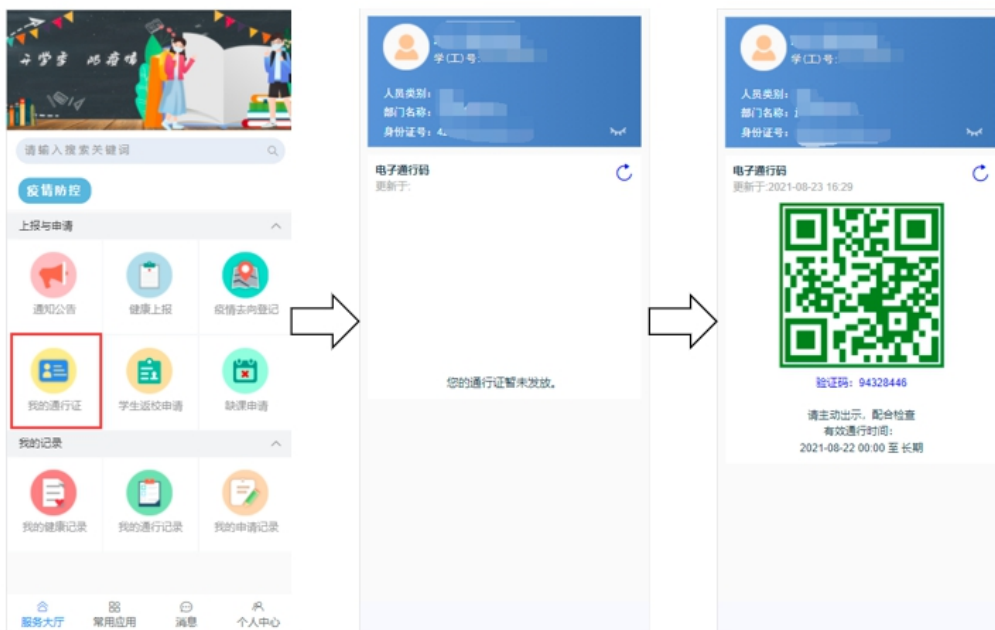 开学季 防疫情
请输入搜索关键词
疫情防控
上报与申请
通知公告
健康上报
疫情去向登记
我的通行证
学生返校申请
缺课申请
我的记录
我的健康记录
我的通行记录
我的申请记录
服务大厅
常用应用
消息
个人中心
学(工)号:
人员类别:
部门名称:
身份证号: 4
电子通行码
更新于:
您的通行证暂未发放。
学(工)号:
人员类别:
部门名称:
身份证号:
电子通行码
更新于:2021-08-23 16:29
验证码: 94328446
请主动出示, 配合检查
有效通行时间:
2021-08-22 00:00 至 长期